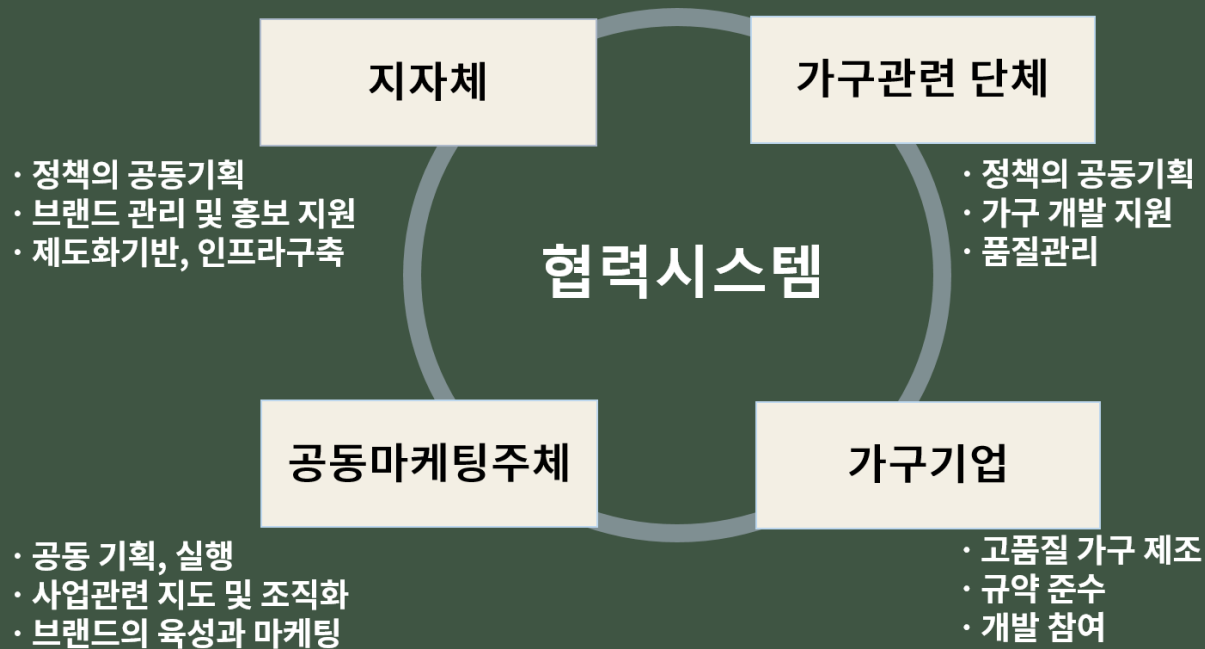 지자체
· 정책의 공동기획
· 브랜드 관리 및 홍보 지원
· 제도화기반, 인프라구축
가구관련 단체
· 정책의 공동기획
· 가구 개발 지원
· 품질관리
협력시스템
공동마케팅주체
· 공동 기획, 실행
· 사업관련 지도 및 조직화
· 브랜드의 육성과 마케팅
가구기업
· 고품질 가구 제조
· 규약 준수
· 개발 참여